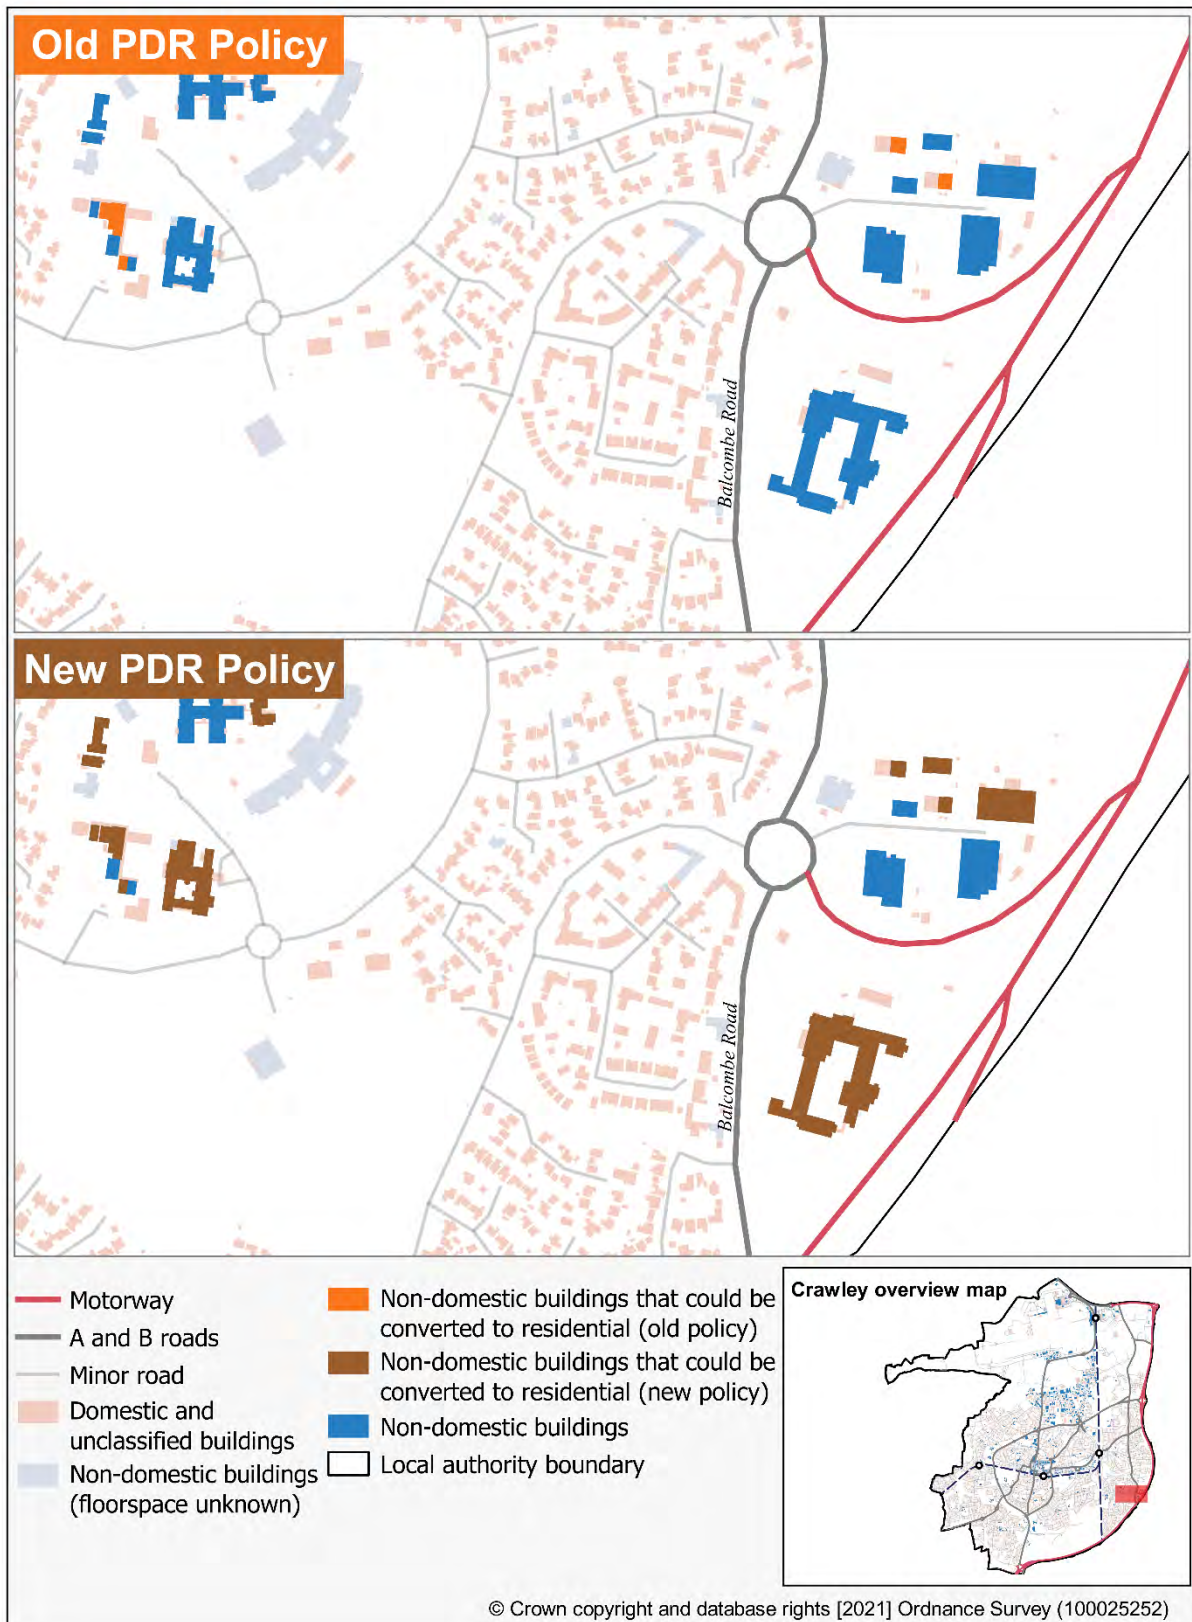 Old PDR Policy
Balcombe Road
New PDR Policy
Balcombe Road
Motorway
A and B roads
Minor road
Domestic and
unclassified buildings
Non-domestic buildings
(floorspace unknown)
Non-domestic buildings that could be
converted to residential (old policy)
Non-domestic buildings that could be
converted to residential (new policy)
Non-domestic buildings
Local authority boundary
Crawley overview map
© Crown copyright and database rights [2021] Ordnance Survey (100025252)